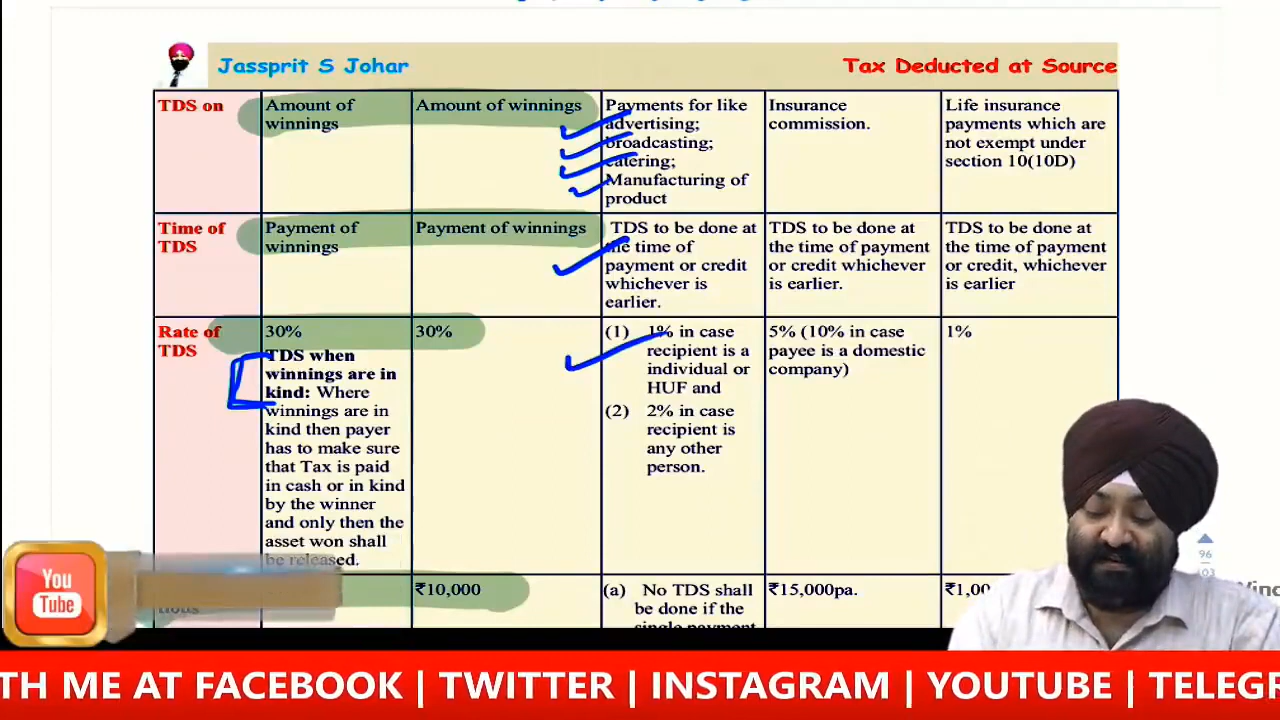 Jassprit S Johar
Tax Deducted at Source
TDS on
Amount of
winnings
Amount of winnings
Payments for like
advertising;
broadcasting;
catering;
Manufacturing of
product
Insurance
commission.
Life insurance
payments which are
not exempt under
section 10(10D)
Time of
TDS
Payment of
winnings
Payment of winnings
TDS to be done at
the time of
payment or credit
whichever is
earlier.
TDS to be done at
the time of payment
or credit whichever
is earlier.
TDS to be done at
the time of payment
or credit, whichever
is earlier
Rate of
TDS
30%
TDS when
winnings are in
kind: Where
winnings are in
kind then payer
has to make sure
that Tax is paid
in cash or in kind
by the winner
and only then the
asset won shall
be released.
30%
(1) 1% in case
recipient is a
individual or
HUF and
(2) 2% in case
recipient is
any other
person.
5% (10% in case
payee is a domestic
company)
1%
₹10,000
(a) No TDS shall
be done if the
single payment
₹15,000pa.
₹1,00
96
03
You
Tube
TH ME AT FACEBOOK | TWITTER | INSTAGRAM | YOUTUBE | TELEGR